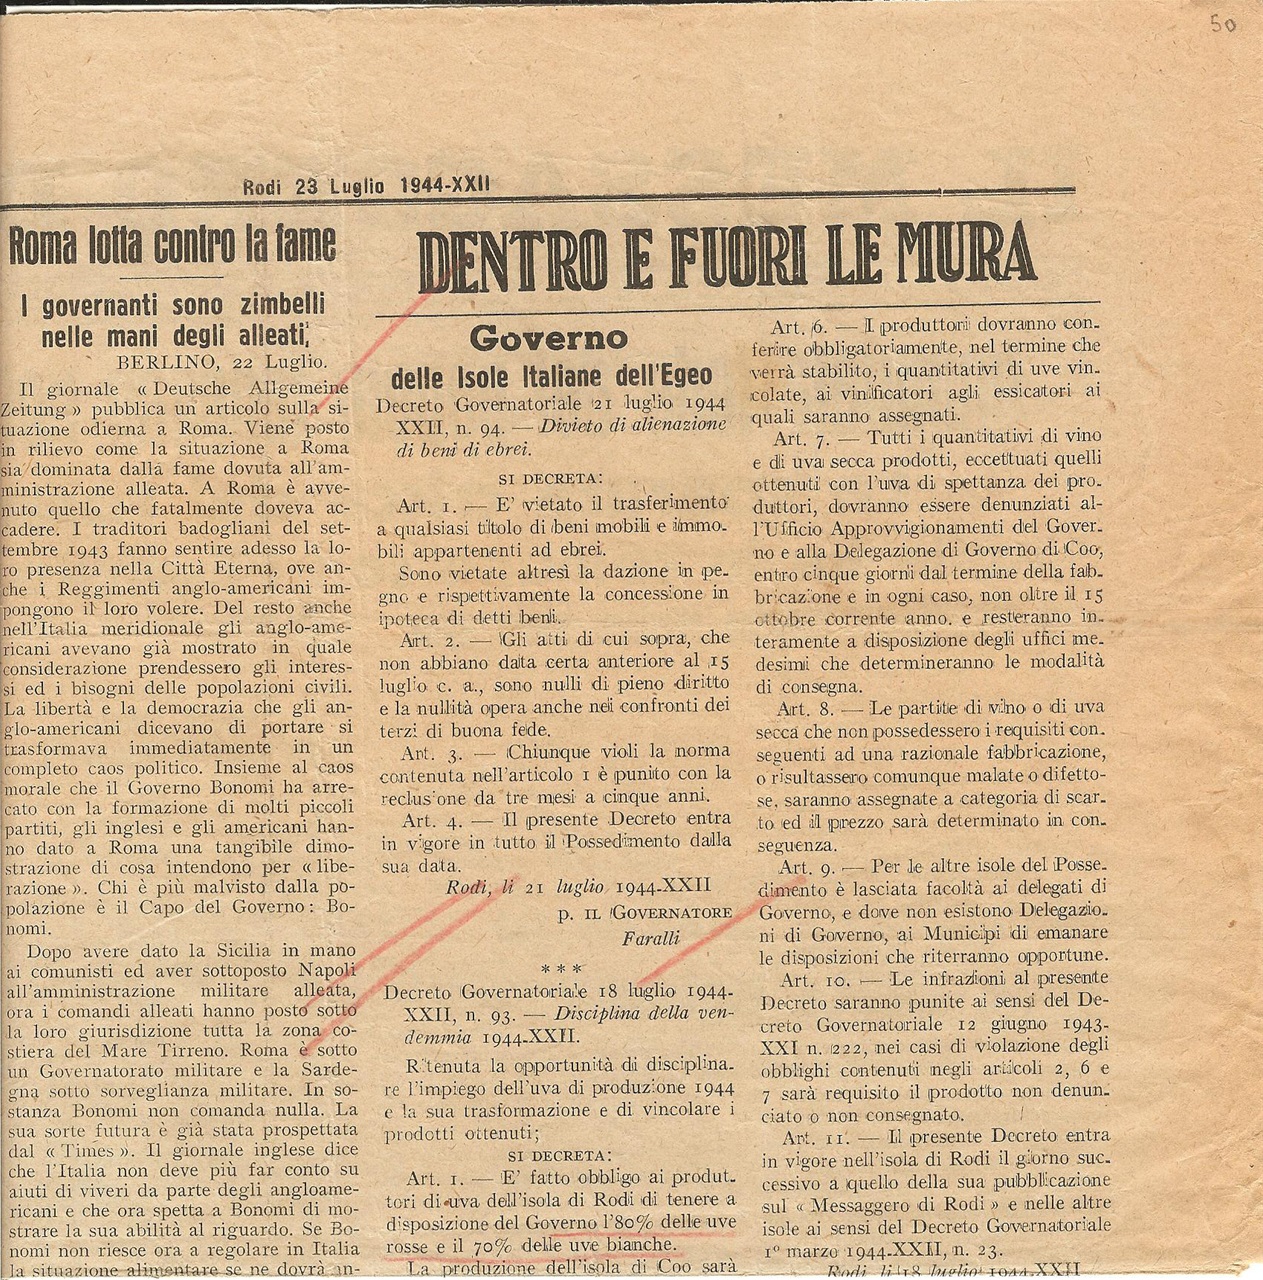 50
Rodi 23 Luglio 1944-XXII
Roma lotta contro la fame
I governanti sono zimbelli
nelle mani degli alleati,
BERLINO, 22 Luglio.
Il giornale « Deutsche Allgemeine
Zeitung » pubblica un articolo sulla si-
tuazione odierna a Roma. Viene posto
in rilievo come la situazione a Roma
sia dominata dalla fame dovuta all'am-
ministrazione alleata. A Roma è avve-
nuto quello che fatalmente doveva ac-
cadere. I traditori badogliani del set-
tembre 1943 fanno sentire adesso la lo-
ro presenza nella Città Eterna, ove an-
che i Reggimenti anglo-americani im-
pongono il loro volere. Del resto anche
nell'Italia meridionale gli anglo-ame-
ricani avevano già mostrato in quale
considerazione prendessero gli interes-
si ed i bisogni delle popolazioni civili.
La libertà e la democrazia che gli an-
glo-americani dicevano di portare si
trasformava immediatamente in un
completo caos politico. Insieme al caos
morale che il Governo Bonomi ha arre-
cato con la formazione di molti piccoli
partiti, gli inglesi e gli americani han-
no dato a Roma una tangibile dimo-
strazione di cosa intendono per « libe-
razione ». Chi è più malvisto dalla po-
polazione è il Capo del Governo: Bo-
nomi.
Dopo avere dato la Sicilia in mano
ai comunisti ed aver sottoposto Napoli
all'amministrazione militare alleata,
ora i comandi alleati hanno posto sotto
la loro giurisdizione tutta la zona co-
stiera del Mare Tirreno. Roma è sotto
un Governatorato militare e la Sarde-
gna sotto sorveglianza militare. In so-
stanza Bonomi non comanda nulla. La
sua sorte futura è già stata prospettata
dal « Times ». Il giornale inglese dice
che l'Italia non deve più far conto su
aiuti di viveri da parte degli angloame-
ricani e che ora spetta a Bonomi di mo-
strare la sua abilità al riguardo. Se Bo-
nomi non riesce ora a regolare in Italia
la situazione alimentare se ne dovrà an-
DENTRO E FUORI LE MURA
Governo
delle Isole Italiane dell'Egeo
Decreto Governatoriale 21 luglio 1944
XXII, n. 94. — Divieto di alienazione
di beni di ebrei.
SI DECRETA:
Art. 1. — E' vietato il trasferimento
a qualsiasi titolo di beni mobili e immo-
bili appartenenti ad ebrei.
Sono vietate altresì la dazione in pe-
gno e rispettivamente la concessione in
ipoteca di detti beni.
Art. 2. — Gli atti di cui sopra, che
non abbiano data certa anteriore al 15
luglio c. a., sono nulli di pieno diritto
e la nullità opera anche nei confronti dei
terzi di buona fede.
Art. 3. — Chiunque violi la norma
contenuta nell'articolo 1 è punito con la
reclusione da tre mesi a cinque anni.
Art. 4. — Il presente Decreto entra
in vigore in tutto il Possedimento dalla
sua data.
Rodi, li 21 luglio 1944-XXII
p. IL GOVERNATORE
Faralli
* * *
Decreto Governatoriale 18 luglio 1944-
XXII, n. 93. — Disciplina della ven-
demmia 1944-XXII.
Ritenuta la opportunità di disciplina-
re l'impiego dell'uva di produzione 1944
e la sua trasformazione e di vincolare i
prodotti ottenuti;
SI DECRETA:
Art. 1. — E' fatto obbligo ai produt-
tori di uva dell'isola di Rodi di tenere a
disposizione del Governo l'80% delle uve
rosse e il 70% delle uve bianche.
La produzione dell'isola di Coo sarà
Art. 6. — I produttori dovranno con-
ferire obbligatoriamente, nel termine che
verrà stabilito, i quantitativi di uve vin-
colate, ai vinificatori agli essicatori ai
quali saranno assegnati.
Art. 7. — Tutti i quantitativi di vino
e di uva secca prodotti, eccettuati quelli
ottenuti con l'uva di spettanza dei pro-
duttori, dovranno essere denunziati al-
l'Ufficio Approvvigionamenti del Gover-
no e alla Delegazione di Governo di Coo,
entro cinque giorni dal termine della fab-
bricazione e in ogni caso, non oltre il 15
ottobre corrente anno, e resteranno in-
teramente a disposizione degli uffici me-
desimi che determineranno le modalità
di consegna.
Art. 8. — Le partite di vino o di uva
secca che non possedessero i requisiti con-
seguenti ad una razionale fabbricazione,
o risultassero comunque malate o difetto-
se, saranno assegnate a categoria di scar-
to ed il prezzo sarà determinato in con-
seguenza.
Art. 9. — Per le altre isole del Posse-
dimento è lasciata facoltà ai delegati di
Governo, e dove non esistono Delegazio-
ni di Governo, ai Municipi di emanare
le disposizioni che riterranno opportune.
Art. 10. — Le infrazioni al presente
Decreto saranno punite ai sensi del De-
creto Governatoriale 12 giugno 1943-
XXI n. 222, nei casi di violazione degli
obblighi contenuti negli articoli 2, 6 e
7 sarà requisito il prodotto non denun-
ciato o non consegnato.
Art. 11. — Il presente Decreto entra
in vigore nell'isola di Rodi il giorno suc-
cessivo a quello della sua pubblicazione
sul « Messaggero di Rodi » e nelle altre
isole ai sensi del Decreto Governatoriale
1° marzo 1944-XXII, n. 23.
Rodi, li 18 luglio 1944-XXII